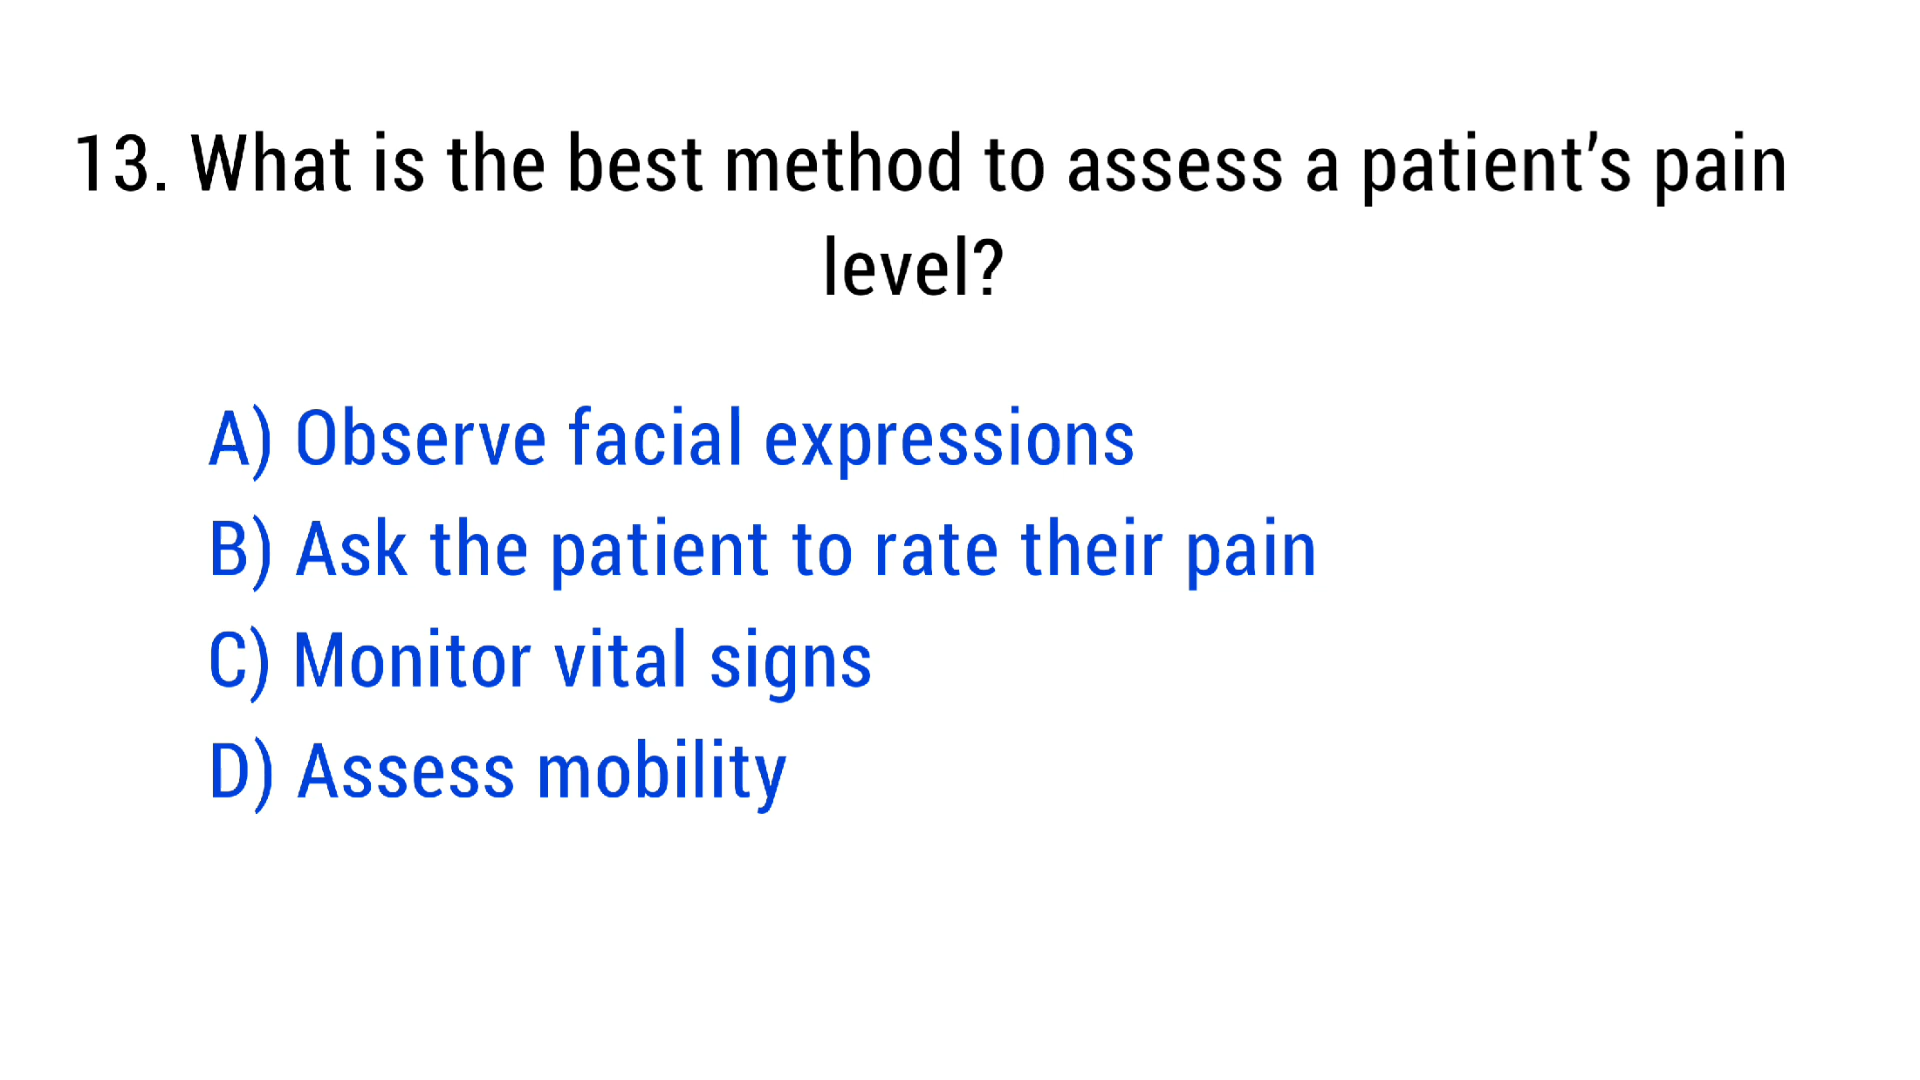 13. What is the best method to assess a patient’s pain
level?
A) Observe facial expressions
B) Ask the patient to rate their pain
C) Monitor vital signs
D) Assess mobility